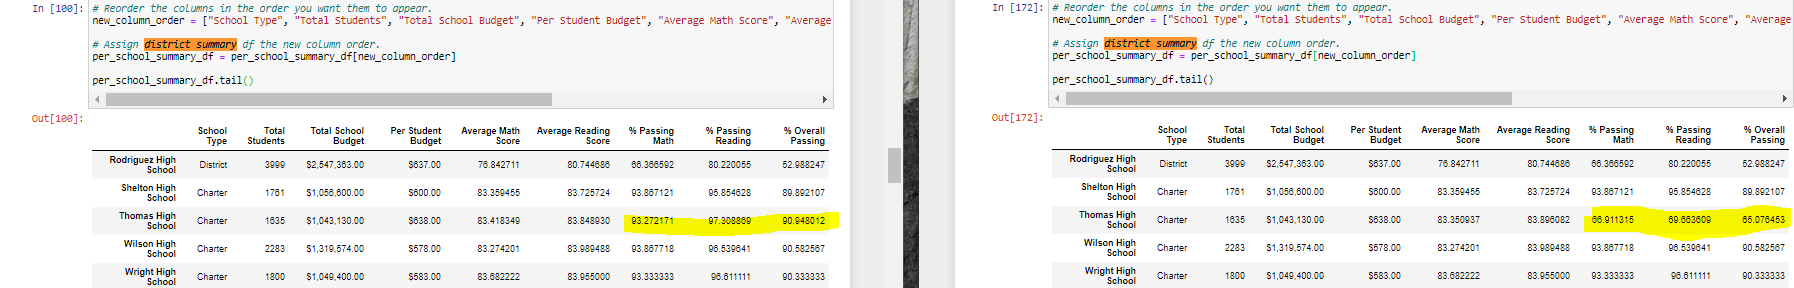 In [100]:
# Reorder the columns in the order you want them to appear.
new_column_order = ["School Type", "Total Students", "Total School Budget", "Per Student Budget", "Average Math Score", "Average
# Assign district summary df the new column order.
per_school_summary_df = per_school_summary_df[new_column_order]
per_school_summary_df.tail()
Out[100]:
School Type Total Students Total School Budget Per Student Budget Average Math Score Average Reading Score % Passing Math % Passing Reading % Overall Passing
Rodriguez High School District 3999 $2,547,363.00 $637.00 76.842711 80.744686 66.366592 80.220055 52.988247
Shelton High School Charter 1761 $1,056,600.00 $600.00 83.359455 83.725724 93.867121 95.854628 89.892107
Thomas High School Charter 1635 $1,043,130.00 $638.00 83.418349 83.848930 93.272171 97.308869 90.948012
Wilson High School Charter 2283 $1,319,574.00 $578.00 83.274201 83.989488 93.867718 96.539641 90.582567
Wright High School Charter 1800 $1,049,400.00 $583.00 83.682222 83.955000 93.333333 96.611111 90.333333
In [172]:
# Reorder the columns in the order you want them to appear.
new_column_order = ["School Type", "Total Students", "Total School Budget", "Per Student Budget", "Average Math Score", "Average
# Assign district summary df the new column order.
per_school_summary_df = per_school_summary_df[new_column_order]
per_school_summary_df.tail()
Out[172]:
School Type Total Students Total School Budget Per Student Budget Average Math Score Average Reading Score % Passing Math % Passing Reading % Overall Passing
Rodriguez High School District 3999 $2,547,363.00 $637.00 76.842711 80.744686 66.366592 80.220055 52.988247
Shelton High School Charter 1761 $1,056,600.00 $600.00 83.359455 83.725724 93.867121 95.854628 89.892107
Thomas High School Charter 1635 $1,043,130.00 $638.00 83.350937 83.896082 66.911315 69.663609 65.076453
Wilson High School Charter 2283 $1,319,574.00 $578.00 83.274201 83.989488 93.867718 96.539641 90.582567
Wright High School Charter 1800 $1,049,400.00 $583.00 83.682222 83.955000 93.333333 96.611111 90.333333